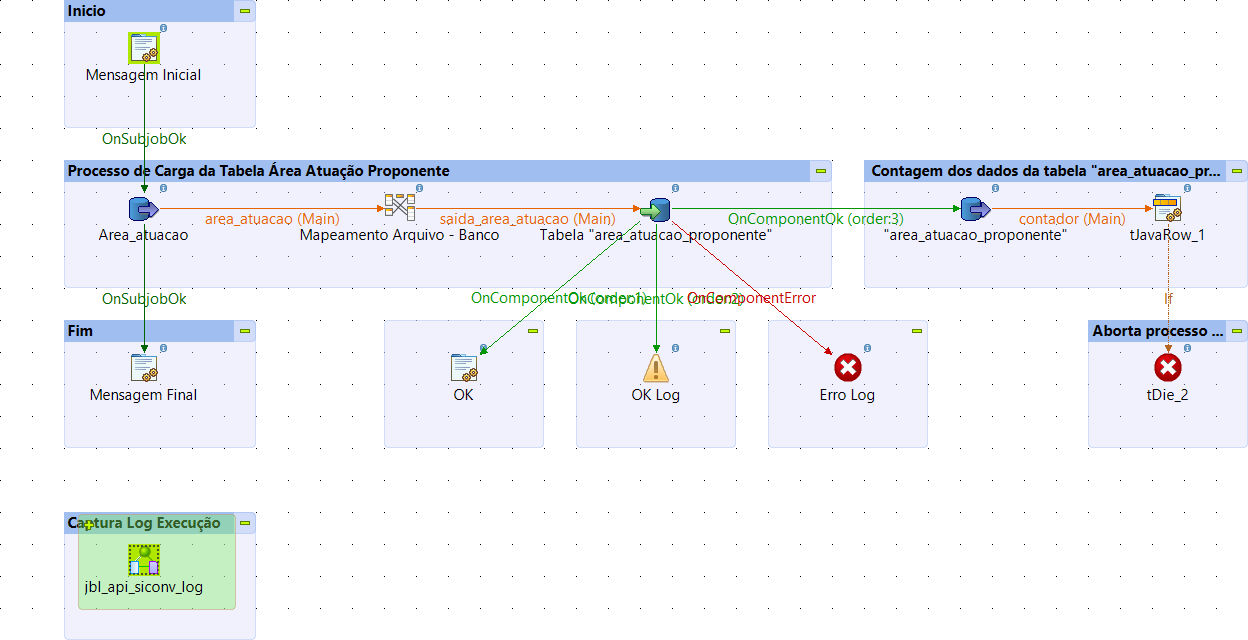 Inicio
Mensagem Inicial
OnSubjobOk
Processo de Carga da Tabela Área Atuação Proponente
Contagem dos dados da tabela "area_atuacao_pr...
area_atuacao (Main)
saida_area_atuacao (Main)
OnComponentOk (order:3)
contador (Main)
Area_atuacao
Mapeamento Arquivo - Banco
Tabela "area_atuacao_proponente"
"area_atuacao_proponente"
tJavaRow_1
OnSubjobOk
OnComponentOk (order:1)
OnComponentOk (order:2)
OnComponentError
If
Fim
Aborta processo ...
Mensagem Final
OK
OK Log
Erro Log
tDie_2
Captura Log Execução
jbl_api_siconv_log